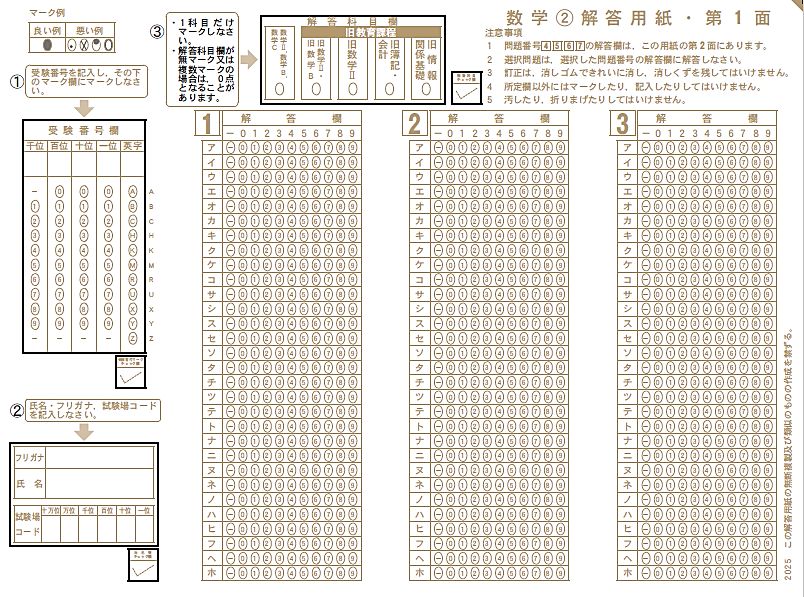 マーク例
良い例 悪い例
① 受験番号を記入し、その下のマーク欄にマークしなさい。
受験番号欄
千位 百位 十位 一位 英字
− 0 0 0 A A
1 1 1 1 B B
2 2 2 2 C C
3 3 3 3 H H
4 4 4 4 K K
5 5 5 5 M M
6 6 6 6 R R
7 7 7 7 U U
8 8 8 8 X X
9 9 9 9 Y Y
− − − − Z Z
② 氏名・フリガナ、試験場コードを記入しなさい。
フリガナ
氏名
試験場コード
十万位 万位 千位 百位 十位 一位
③ ・1科目だけマークしなさい。
・解答科目欄が無マーク又は複数マークの場合は、0点となることがあります。
解答科目欄
旧教育課程
数学Ⅱ,数学B,数学C
旧数学Ⅱ・旧数学B
旧数学Ⅱ
旧簿記・会計
旧情報関係基礎
数学②解答用紙・第1面
注意事項
1 問題番号4 5 6 7の解答欄は、この用紙の第2面にあります。
2 選択問題は、選択した問題番号の解答欄に解答しなさい。
3 訂正は、消しゴムできれいに消し、消しくずを残してはいけません。
4 所定欄以外にはマークしたり、記入したりしてはいけません。
5 汚したり、折りまげたりしてはいけません。
1 解答欄
− 0 1 2 3 4 5 6 7 8 9
ア − 0 1 2 3 4 5 6 7 8 9
イ − 0 1 2 3 4 5 6 7 8 9
ウ − 0 1 2 3 4 5 6 7 8 9
エ − 0 1 2 3 4 5 6 7 8 9
オ − 0 1 2 3 4 5 6 7 8 9
カ − 0 1 2 3 4 5 6 7 8 9
キ − 0 1 2 3 4 5 6 7 8 9
ク − 0 1 2 3 4 5 6 7 8 9
ケ − 0 1 2 3 4 5 6 7 8 9
コ − 0 1 2 3 4 5 6 7 8 9
サ − 0 1 2 3 4 5 6 7 8 9
シ − 0 1 2 3 4 5 6 7 8 9
ス − 0 1 2 3 4 5 6 7 8 9
セ − 0 1 2 3 4 5 6 7 8 9
ソ − 0 1 2 3 4 5 6 7 8 9
タ − 0 1 2 3 4 5 6 7 8 9
チ − 0 1 2 3 4 5 6 7 8 9
ツ − 0 1 2 3 4 5 6 7 8 9
テ − 0 1 2 3 4 5 6 7 8 9
ト − 0 1 2 3 4 5 6 7 8 9
ナ − 0 1 2 3 4 5 6 7 8 9
ニ − 0 1 2 3 4 5 6 7 8 9
ヌ − 0 1 2 3 4 5 6 7 8 9
ネ − 0 1 2 3 4 5 6 7 8 9
ノ − 0 1 2 3 4 5 6 7 8 9
ハ − 0 1 2 3 4 5 6 7 8 9
ヒ − 0 1 2 3 4 5 6 7 8 9
フ − 0 1 2 3 4 5 6 7 8 9
ヘ − 0 1 2 3 4 5 6 7 8 9
ホ − 0 1 2 3 4 5 6 7 8 9
2 解答欄
− 0 1 2 3 4 5 6 7 8 9
ア − 0 1 2 3 4 5 6 7 8 9
イ − 0 1 2 3 4 5 6 7 8 9
ウ − 0 1 2 3 4 5 6 7 8 9
エ − 0 1 2 3 4 5 6 7 8 9
オ − 0 1 2 3 4 5 6 7 8 9
カ − 0 1 2 3 4 5 6 7 8 9
キ − 0 1 2 3 4 5 6 7 8 9
ク − 0 1 2 3 4 5 6 7 8 9
ケ − 0 1 2 3 4 5 6 7 8 9
コ − 0 1 2 3 4 5 6 7 8 9
サ − 0 1 2 3 4 5 6 7 8 9
シ − 0 1 2 3 4 5 6 7 8 9
ス − 0 1 2 3 4 5 6 7 8 9
セ − 0 1 2 3 4 5 6 7 8 9
ソ − 0 1 2 3 4 5 6 7 8 9
タ − 0 1 2 3 4 5 6 7 8 9
チ − 0 1 2 3 4 5 6 7 8 9
ツ − 0 1 2 3 4 5 6 7 8 9
テ − 0 1 2 3 4 5 6 7 8 9
ト − 0 1 2 3 4 5 6 7 8 9
ナ − 0 1 2 3 4 5 6 7 8 9
ニ − 0 1 2 3 4 5 6 7 8 9
ヌ − 0 1 2 3 4 5 6 7 8 9
ネ − 0 1 2 3 4 5 6 7 8 9
ノ − 0 1 2 3 4 5 6 7 8 9
ハ − 0 1 2 3 4 5 6 7 8 9
ヒ − 0 1 2 3 4 5 6 7 8 9
フ − 0 1 2 3 4 5 6 7 8 9
ヘ − 0 1 2 3 4 5 6 7 8 9
ホ − 0 1 2 3 4 5 6 7 8 9
3 解答欄
− 0 1 2 3 4 5 6 7 8 9
ア − 0 1 2 3 4 5 6 7 8 9
イ − 0 1 2 3 4 5 6 7 8 9
ウ − 0 1 2 3 4 5 6 7 8 9
エ − 0 1 2 3 4 5 6 7 8 9
オ − 0 1 2 3 4 5 6 7 8 9
カ − 0 1 2 3 4 5 6 7 8 9
キ − 0 1 2 3 4 5 6 7 8 9
ク − 0 1 2 3 4 5 6 7 8 9
ケ − 0 1 2 3 4 5 6 7 8 9
コ − 0 1 2 3 4 5 6 7 8 9
サ − 0 1 2 3 4 5 6 7 8 9
シ − 0 1 2 3 4 5 6 7 8 9
ス − 0 1 2 3 4 5 6 7 8 9
セ − 0 1 2 3 4 5 6 7 8 9
ソ − 0 1 2 3 4 5 6 7 8 9
タ − 0 1 2 3 4 5 6 7 8 9
チ − 0 1 2 3 4 5 6 7 8 9
ツ − 0 1 2 3 4 5 6 7 8 9
テ − 0 1 2 3 4 5 6 7 8 9
ト − 0 1 2 3 4 5 6 7 8 9
ナ − 0 1 2 3 4 5 6 7 8 9
ニ − 0 1 2 3 4 5 6 7 8 9
ヌ − 0 1 2 3 4 5 6 7 8 9
ネ − 0 1 2 3 4 5 6 7 8 9
ノ − 0 1 2 3 4 5 6 7 8 9
ハ − 0 1 2 3 4 5 6 7 8 9
ヒ − 0 1 2 3 4 5 6 7 8 9
フ − 0 1 2 3 4 5 6 7 8 9
ヘ − 0 1 2 3 4 5 6 7 8 9
ホ − 0 1 2 3 4 5 6 7 8 9
2025 この解答用紙の無断複製及び類似のものの作成を禁ずる。